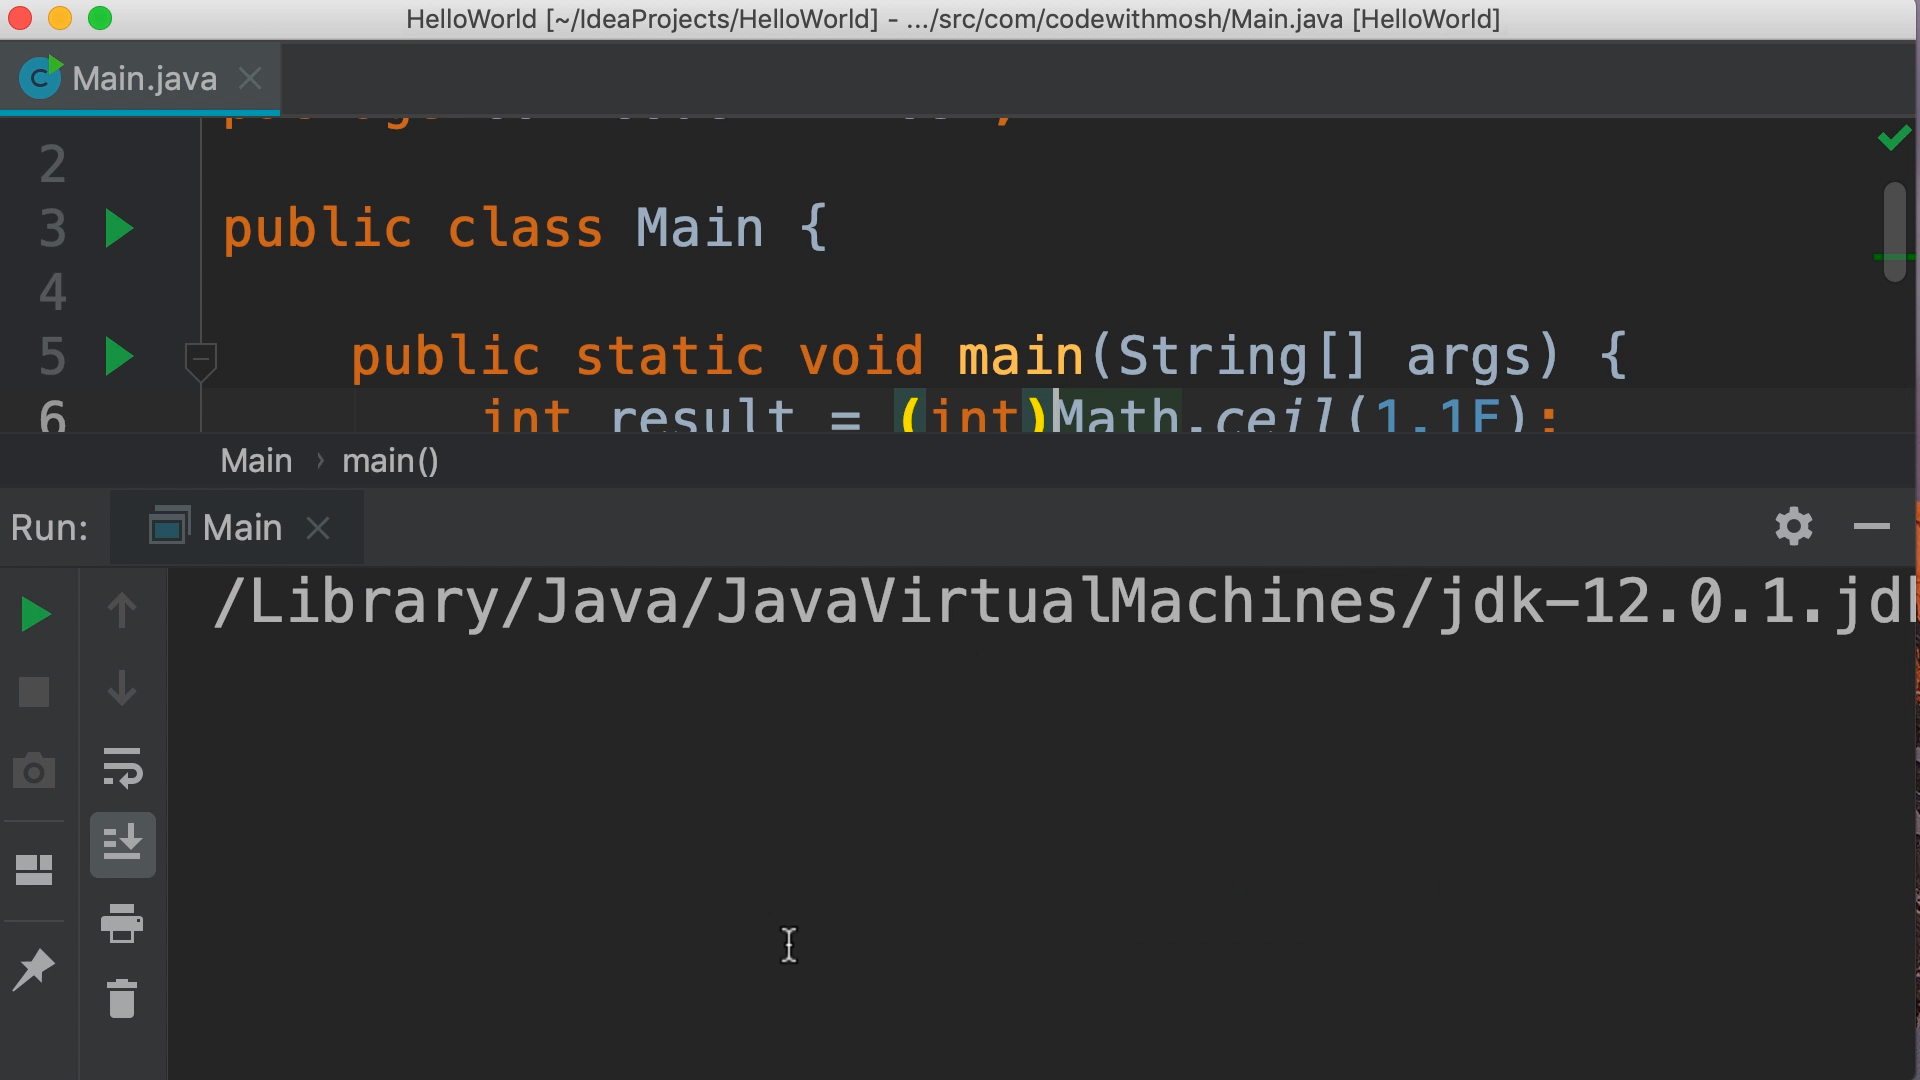 HelloWorld [~/IdeaProjects/HelloWorld] - .../src/com/codewithmosh/Main.java [HelloWorld]
Main.java
2
3 public class Main {
4
5 public static void main(String[] args) {
6 int result = (int)Math.ceil(1.1F);
Main › main()
Run: Main
/Library/Java/JavaVirtualMachines/jdk-12.0.1.jdk